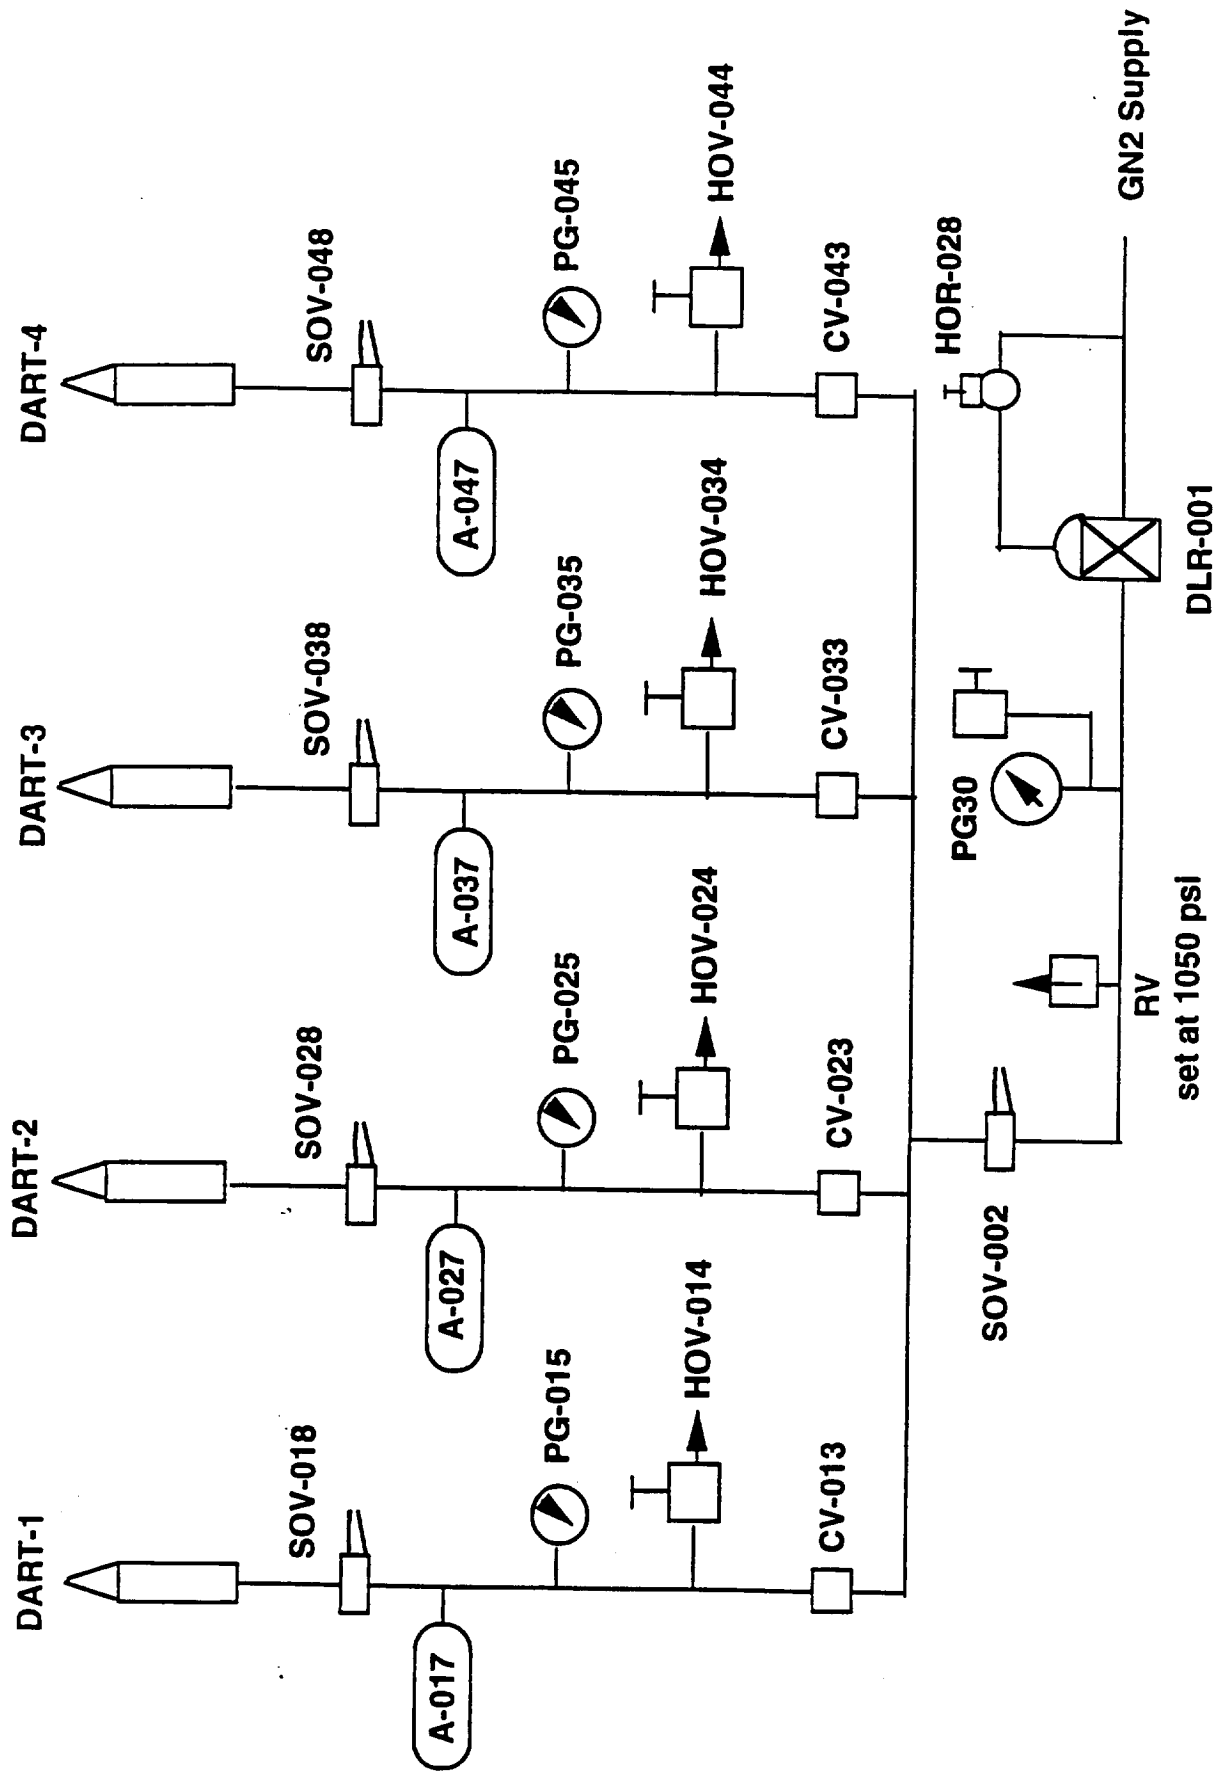 DART-1
DART-2
DART-3
DART-4
SOV-018
SOV-028
SOV-038
SOV-048
A-017
A-027
A-037
A-047
PG-015
PG-025
PG-035
PG-045
HOV-014
HOV-024
HOV-034
HOV-044
CV-013
CV-023
CV-033
CV-043
SOV-002
PG30
HOR-028
RV
set at 1050 psi
DLR-001
GN2 Supply